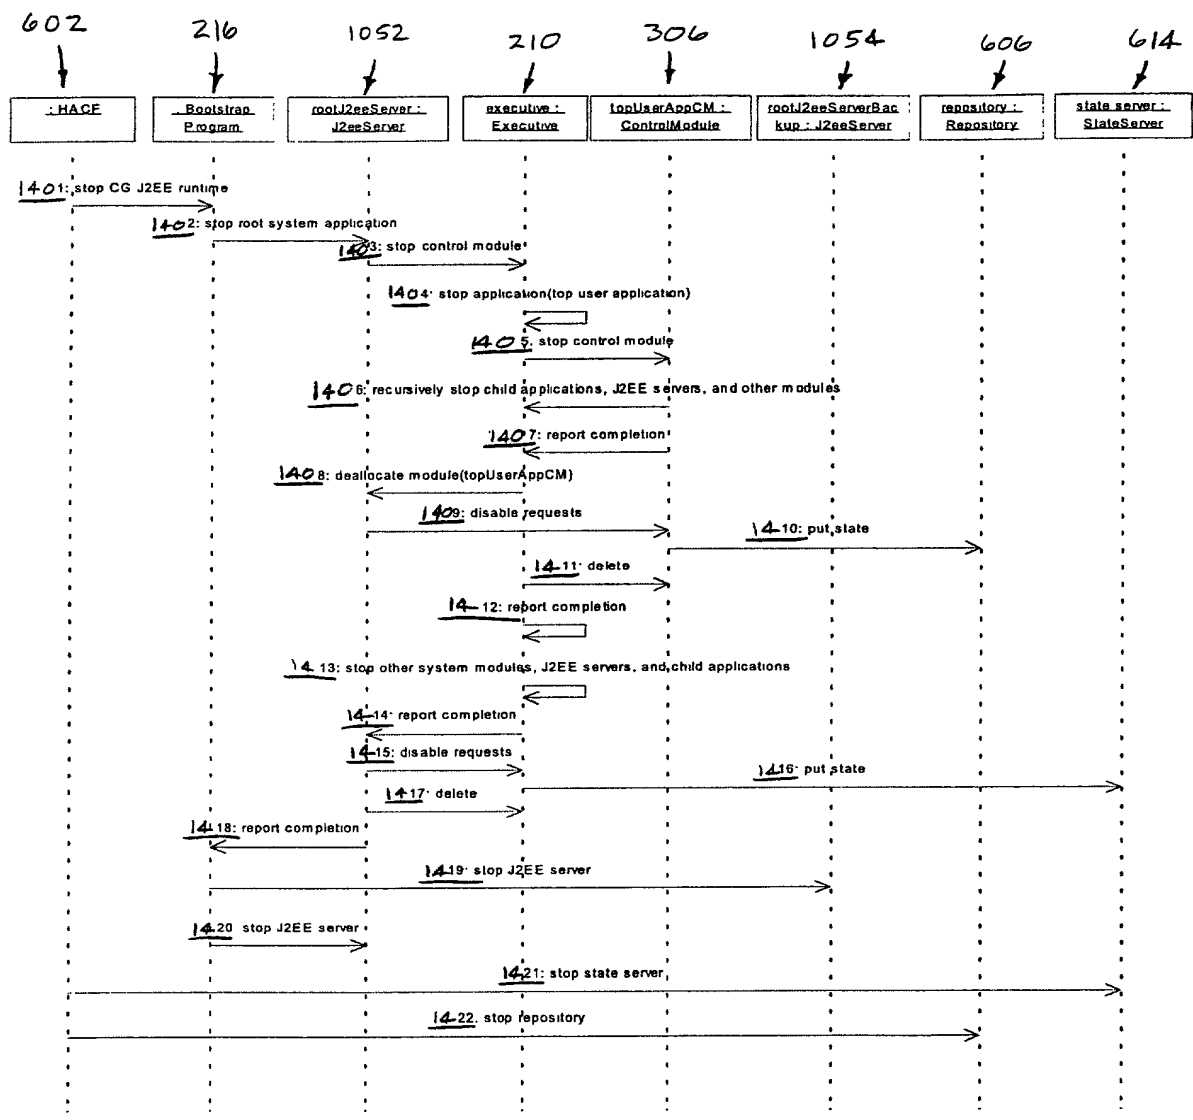 602 216 1052 210 306 1054 606 614
: HACF
: Bootstrap
Program
rootJ2eeServer :
J2eeServer
executive :
Executive
topUserAppCM :
ControlModule
rootJ2eeServerBac
kup : J2eeServer
repository :
Repository
state server :
StateServer
1401: stop CG J2EE runtime
1402: stop root system application
1403: stop control module
1404: stop application(top user application)
1405. stop control module
1406: recursively stop child applications, J2EE servers, and other modules
1407: report completion
1408: deallocate module(topUserAppCM)
1409: disable requests
1410: put state
1411: delete
1412: report completion
1413: stop other system modules, J2EE servers, and child applications
1414: report completion
1415: disable requests
1416: put state
1417: delete
1418: report completion
1419: stop J2EE server
1420 stop J2EE server
1421: stop state server
1422. stop repository